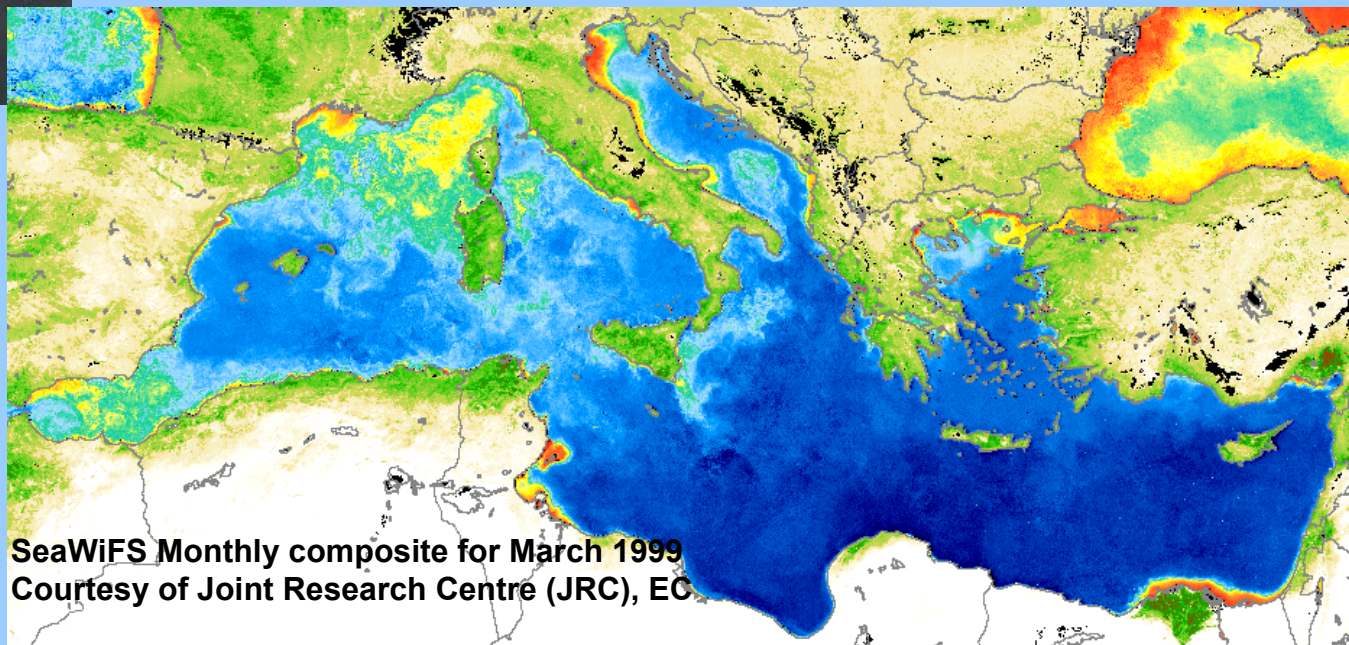 SeaWiFS Monthly composite for March 1999
Courtesy of Joint Research Centre (JRC), EC